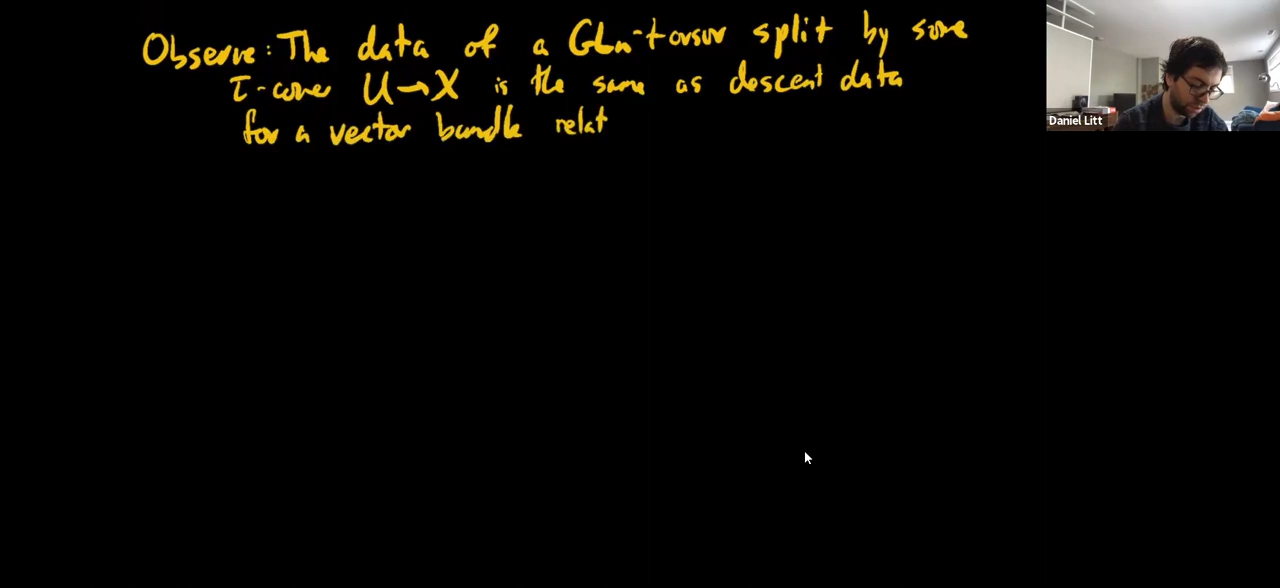 Observe: The data of a GLn-torsor split by some
τ-cover U→X is the same as descent data
for a vector bundle relat
Daniel Litt